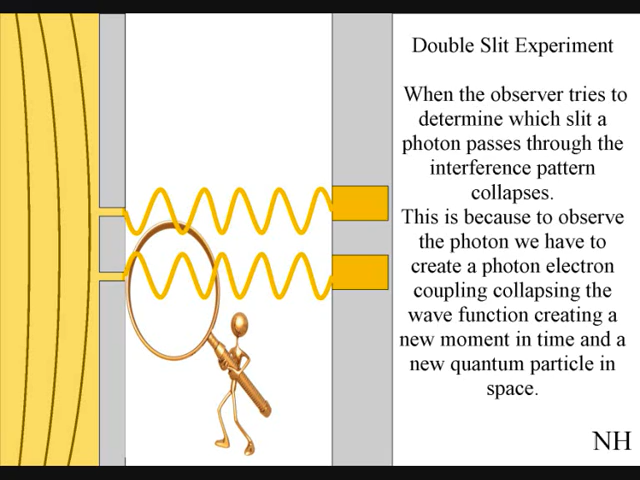 Double Slit Experiment
When the observer tries to
determine which slit a
photon passes through the
interference pattern
collapses.
This is because to observe
the photon we have to
create a photon electron
coupling collapsing the
wave function creating a
new moment in time and a
new quantum particle in
space.
NH